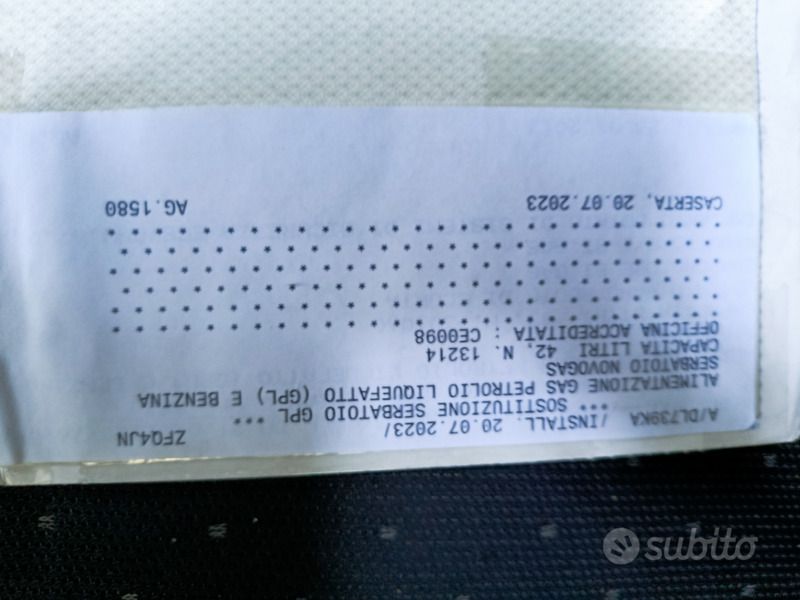 A/DL739KA /INSTALL. 20.07.2023/ ZFQ4JN
*** SOSTITUZIONE SERBATOIO GPL ***
ALIMENTAZIONE GAS PETROLIO LIQUEFATTO (GPL) E BENZINA
SERBATOIO NOVOGAS
CAPACITA LITRI 42, N. 13214
OFFICINA ACCREDITATA : CE0098
CASERTA, 20.07.2023 AG.1580
subito